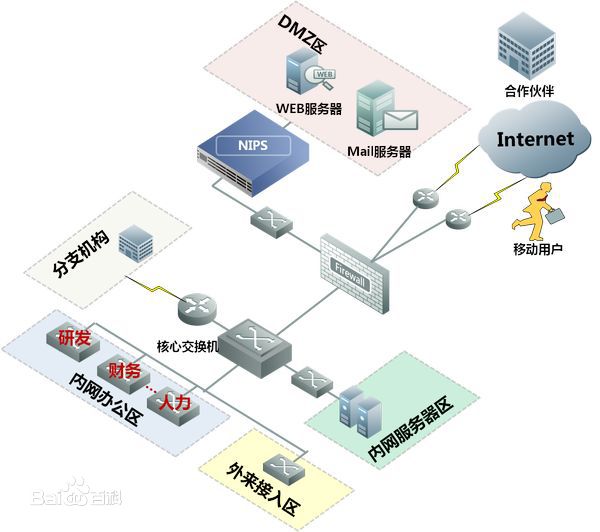 DMZ区
WEB
WEB服务器
Mail服务器
合作伙伴
Internet
移动用户
NIPS
Firewall
分支机构
核心交换机
研发
财务
人力
内网办公区
内网服务器区
外来接入区
Bai百科